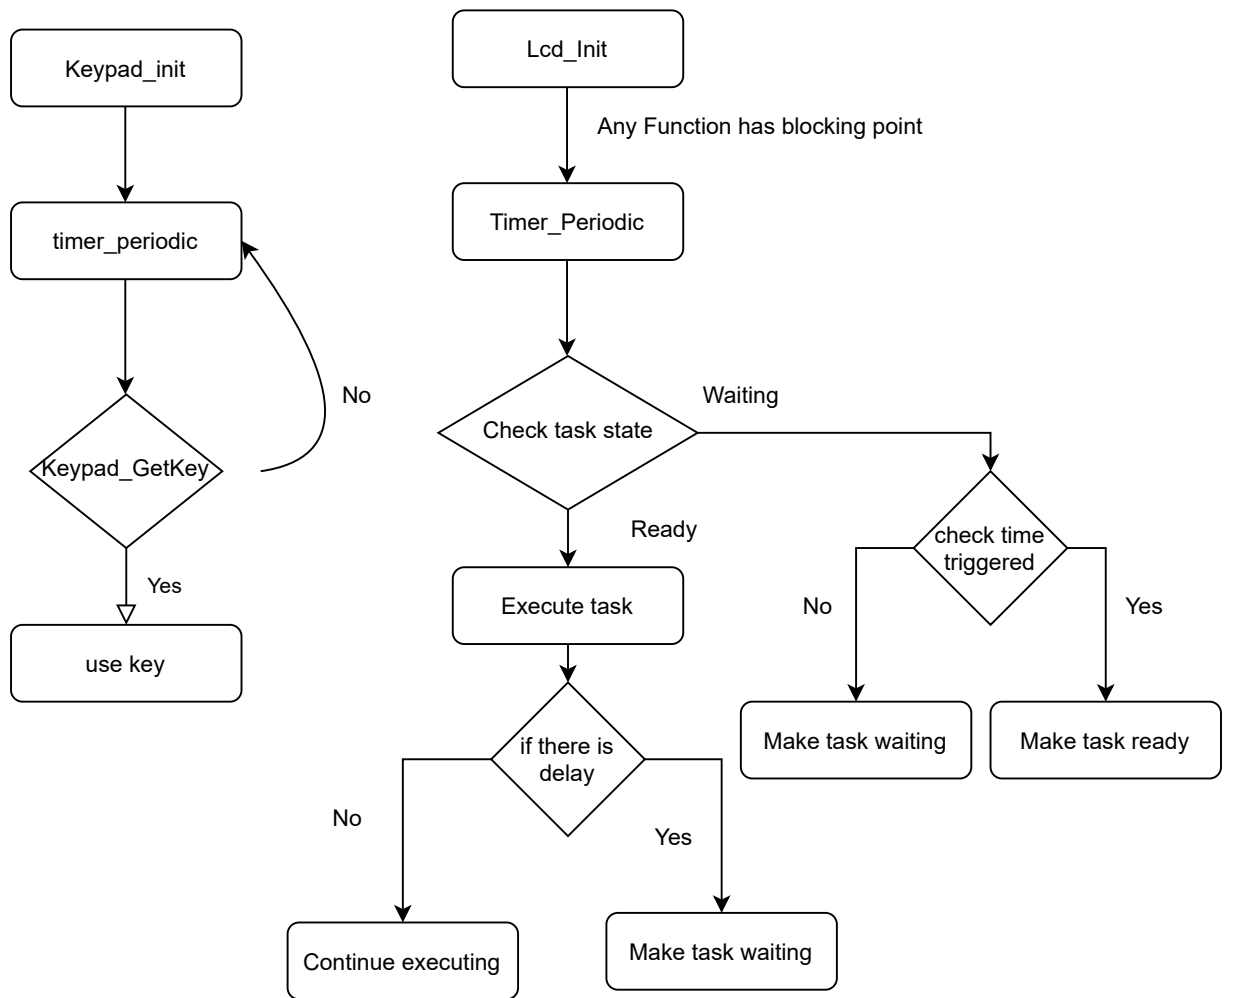 Keypad_init
timer_periodic
No
Keypad_GetKey
Yes
use key
Lcd_Init
Any Function has blocking point
Timer_Periodic
Check task state
Waiting
Ready
Execute task
if there is
delay
No
Yes
Continue executing
Make task waiting
check time
triggered
No
Yes
Make task waiting
Make task ready